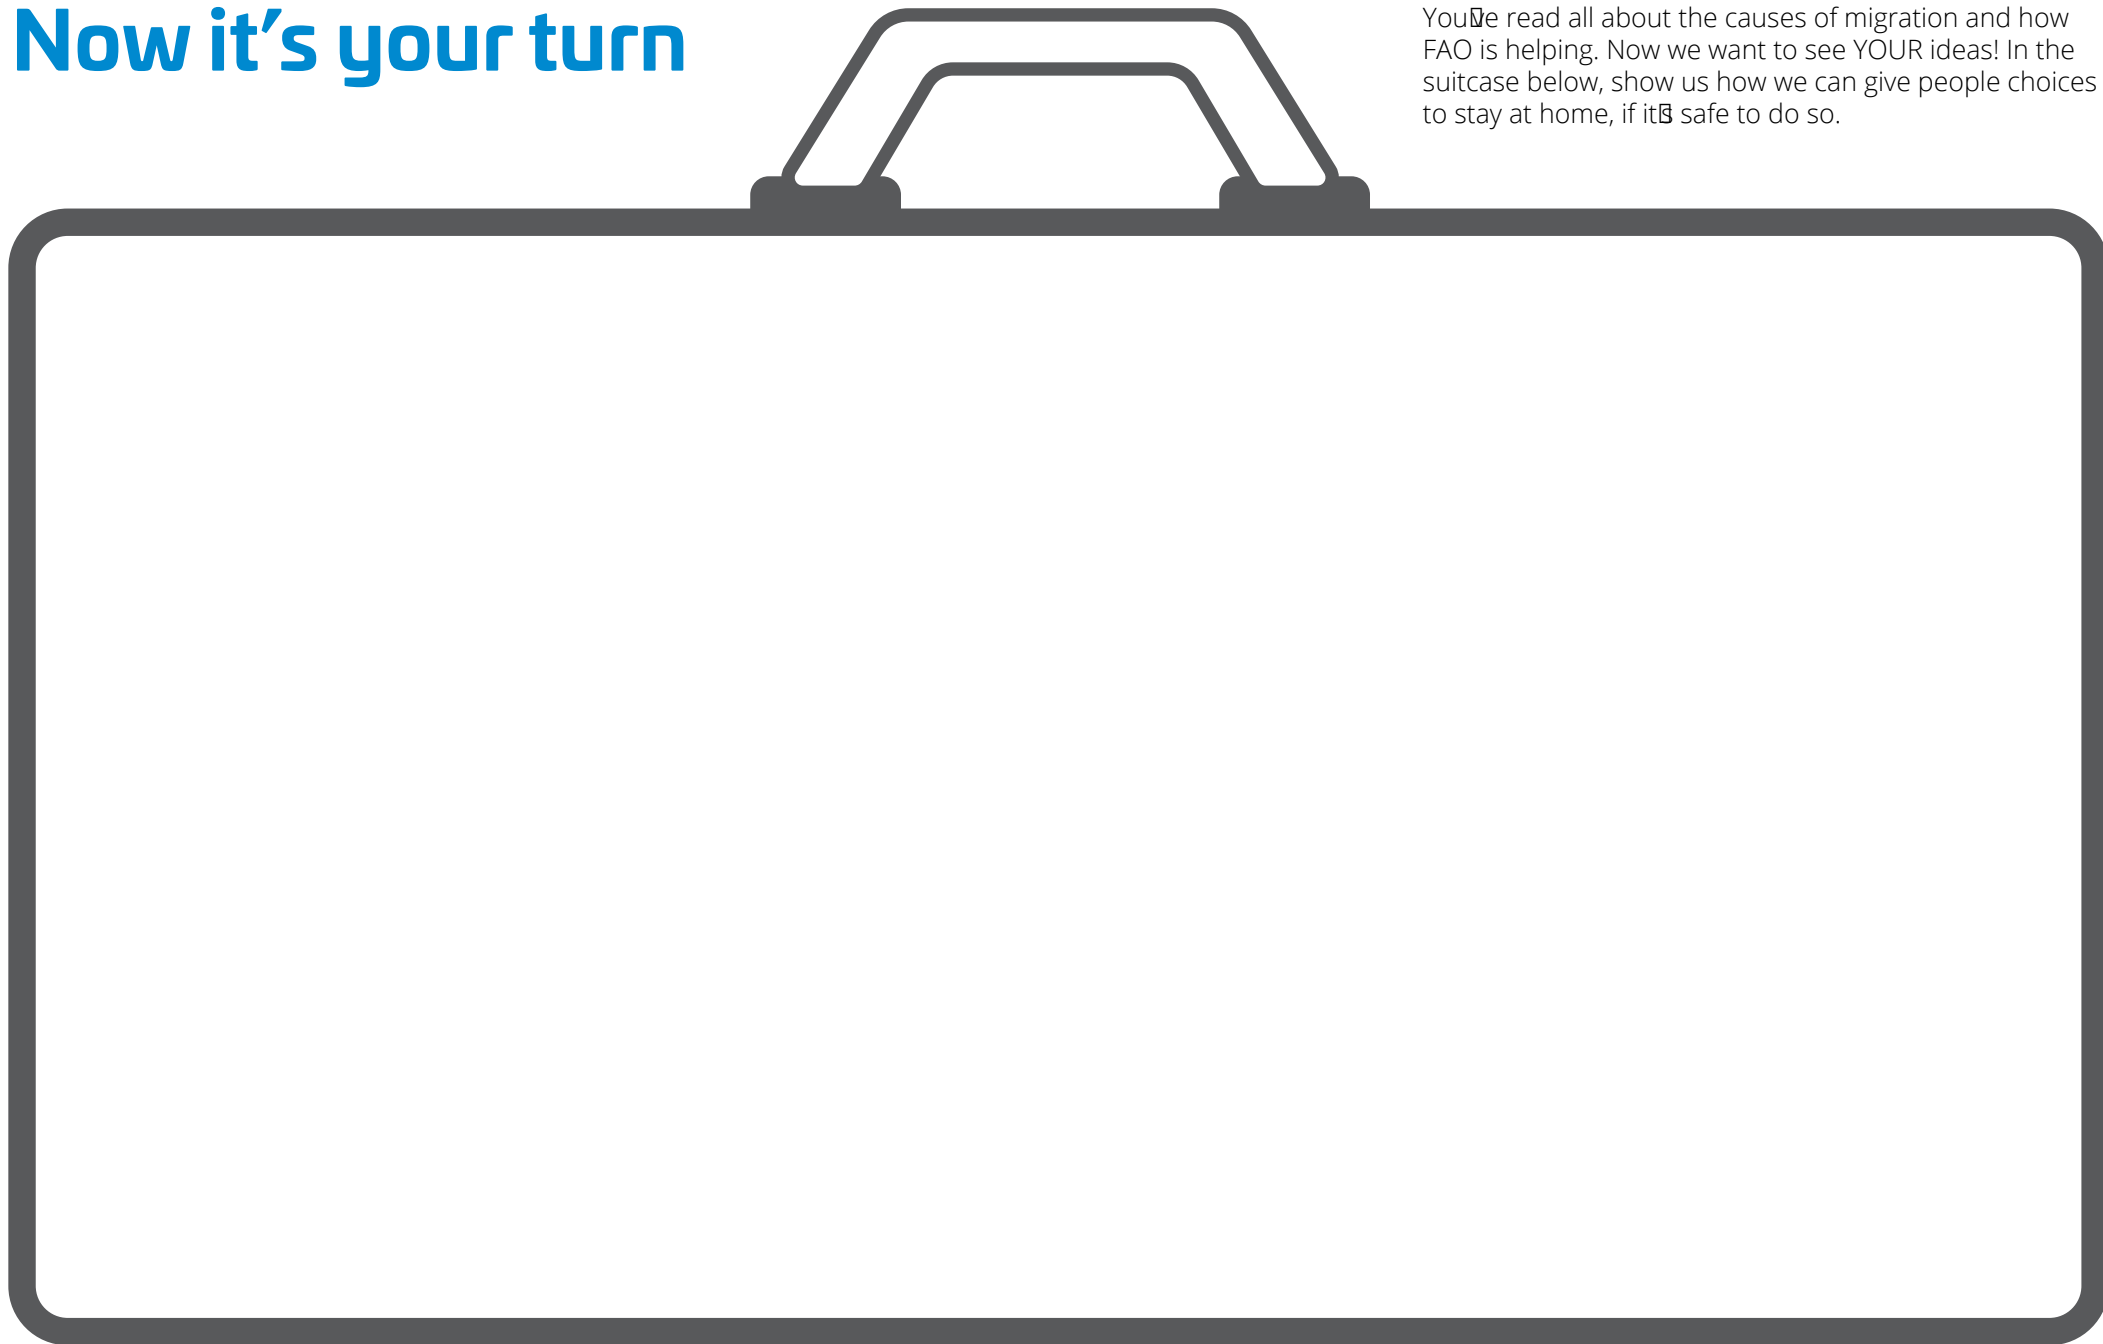 Now it's your turn
You've read all about the causes of migration and how
FAO is helping. Now we want to see YOUR ideas! In the
suitcase below, show us how we can give people choices
to stay at home, if it's safe to do so.